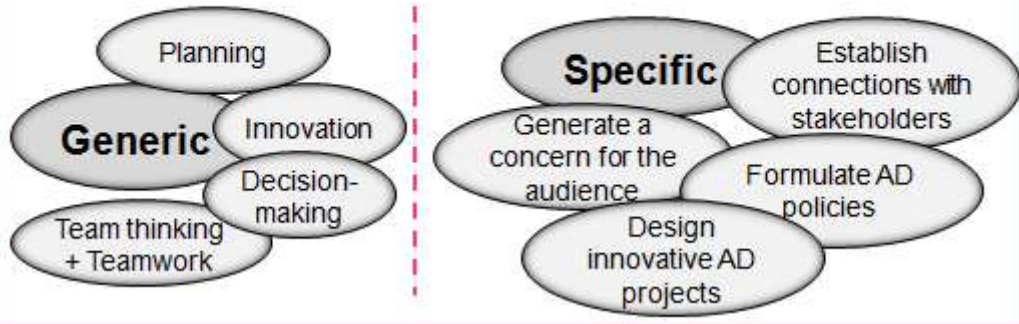 Planning
Generic
Innovation
Decision-
making
Team thinking
+ Teamwork
Specific
Establish
connections with
stakeholders
Generate a
concern for the
audience
Formulate AD
policies
Design
innovative AD
projects